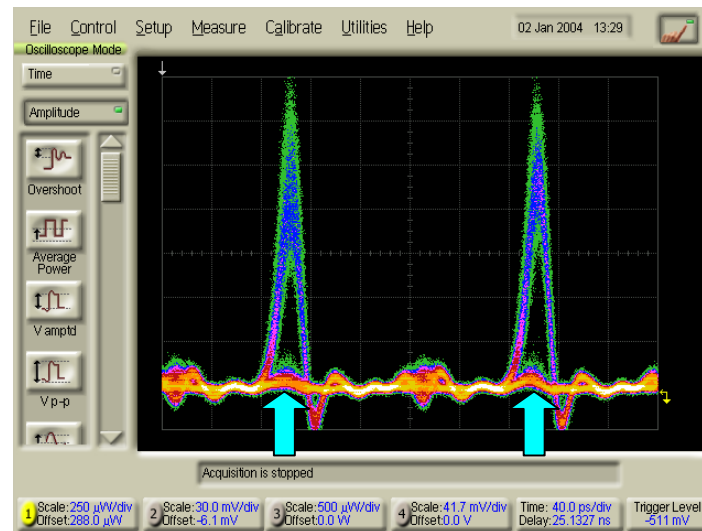 File Control Setup Measure Calibrate Utilities Help 02 Jan 2004 13:29
Oscilloscope Mode
Time
Amplitude
Overshoot
Average
Power
V amptd
V p-p
Acquisition is stopped
1 Scale:250 µW/div
Offset:288.0 µW
2 Scale:30.0 mV/div
Offset:-6.1 mV
3 Scale:500 µW/div
Offset:0.0 W
4 Scale:41.7 mV/div
Offset:0.0 V
Time: 40.0 ps/div
Delay:25.1327 ns
Trigger Level
-511 mV